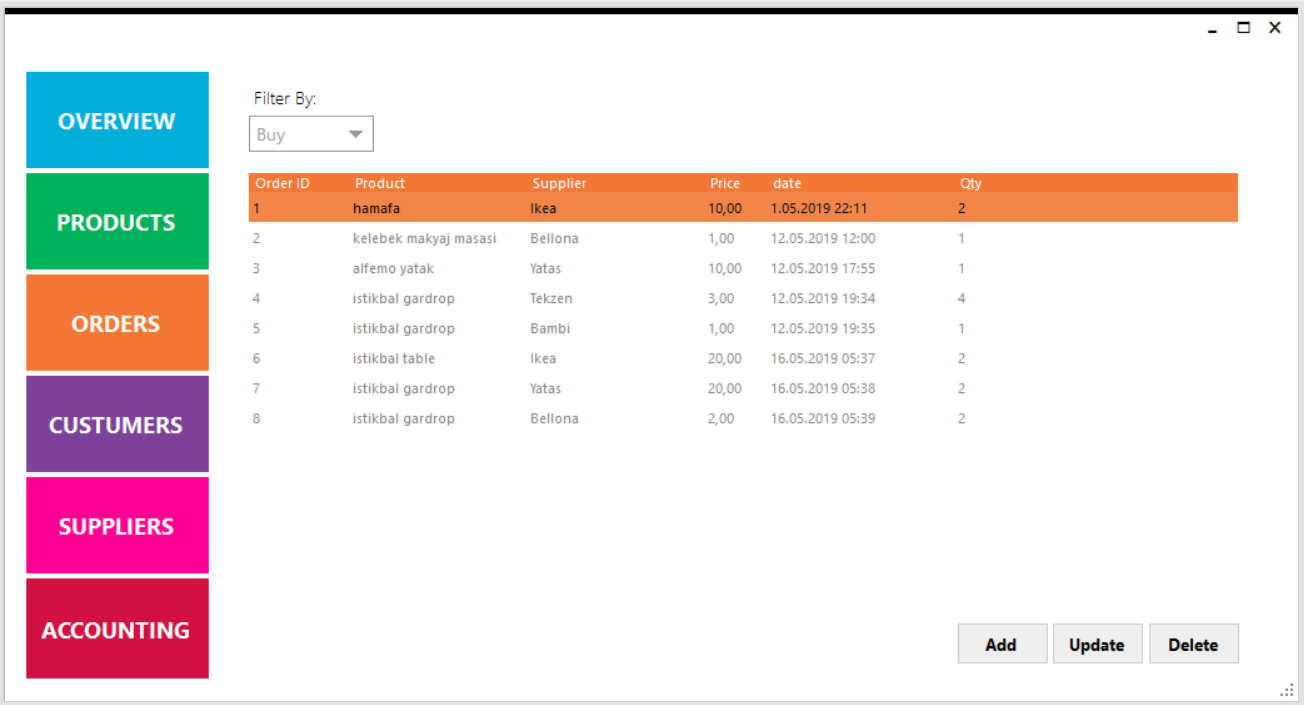 OVERVIEW
PRODUCTS
ORDERS
CUSTUMERS
SUPPLIERS
ACCOUNTING
Filter By:
Buy
Order ID Product Supplier Price date Qty
1 hamafa Ikea 10,00 1.05.2019 22:11 2
2 kelebek makyaj masasi Bellona 1,00 12.05.2019 12:00 1
3 alfemo yatak Yatas 10,00 12.05.2019 17:55 1
4 istikbal gardrop Tekzen 3,00 12.05.2019 19:34 4
5 istikbal gardrop Bambi 1,00 12.05.2019 19:35 1
6 istikbal table Ikea 20,00 16.05.2019 05:37 2
7 istikbal gardrop Yatas 20,00 16.05.2019 05:38 2
8 istikbal gardrop Bellona 2,00 16.05.2019 05:39 2
Add Update Delete